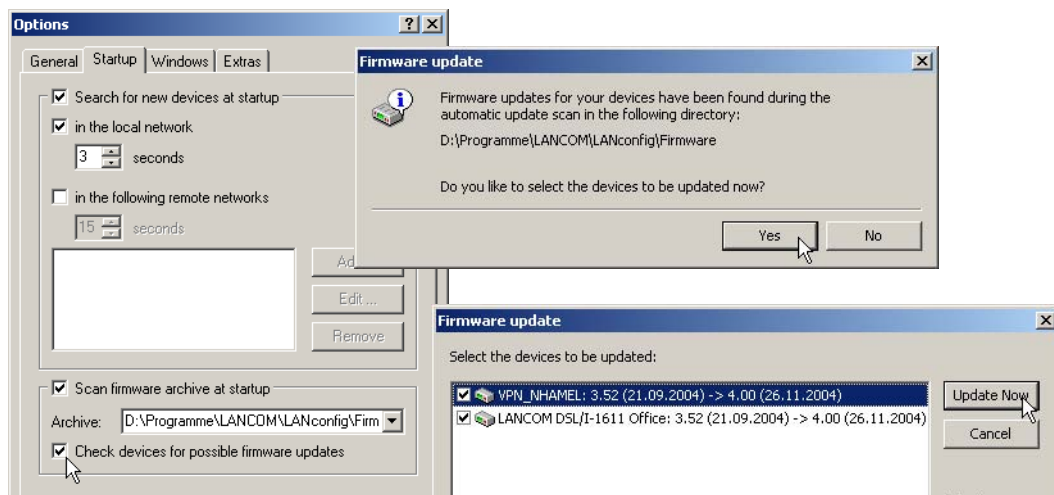 Options
General Startup Windows Extras
Search for new devices at startup
in the local network
3 seconds
in the following remote networks
15 seconds
Ad
Edit ...
Remove
Scan firmware archive at startup
Archive: D:\Programme\LANCOM\LANconfig\Firm
Check devices for possible firmware updates
Firmware update
Firmware updates for your devices have been found during the
automatic update scan in the following directory:
D:\Programme\LANCOM\LANconfig\Firmware
Do you like to select the devices to be updated now?
Yes No
Firmware update
Select the devices to be updated:
VPN_NHAMEL: 3.52 (21.09.2004) -> 4.00 (26.11.2004)
LANCOM DSL/I-1611 Office: 3.52 (21.09.2004) -> 4.00 (26.11.2004)
Update Now
Cancel